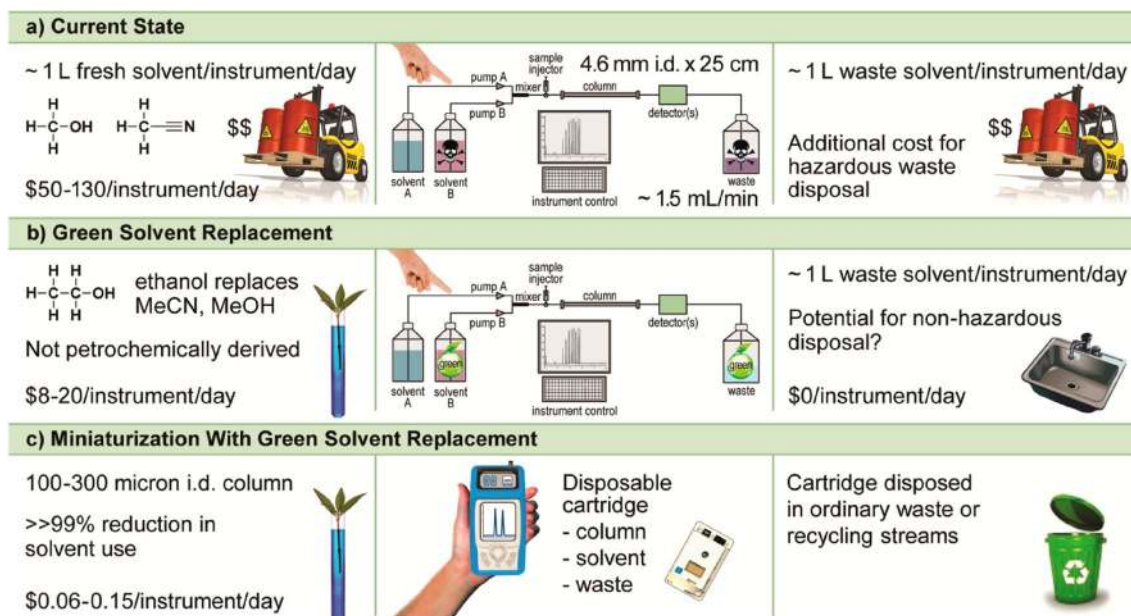 a) Current State
~ 1 L fresh solvent/instrument/day
H
H-C-OH
H
H
H-C-≡N
H
$$
$50-130/instrument/day
pump A
pump B
mixer
sample
injector
4.6 mm i.d. x 25 cm
column
detector(s)
solvent
A
solvent
B
instrument control
waste
~ 1.5 mL/min
~ 1 L waste solvent/instrument/day
$$
Additional cost for
hazardous waste
disposal
b) Green Solvent Replacement
H H
H-C-C-OH
H H
ethanol replaces
MeCN, MeOH
Not petrochemically derived
$8-20/instrument/day
pump A
pump B
mixer
sample
injector
column
detector(s)
green
solvent
A
solvent
B
instrument control
green
waste
~ 1 L waste solvent/instrument/day
Potential for non-hazardous
disposal?
$0/instrument/day
c) Miniaturization With Green Solvent Replacement
100-300 micron i.d. column
>>99% reduction in
solvent use
$0.06-0.15/instrument/day
Disposable
cartridge
- column
- solvent
- waste
Cartridge disposed
in ordinary waste or
recycling streams